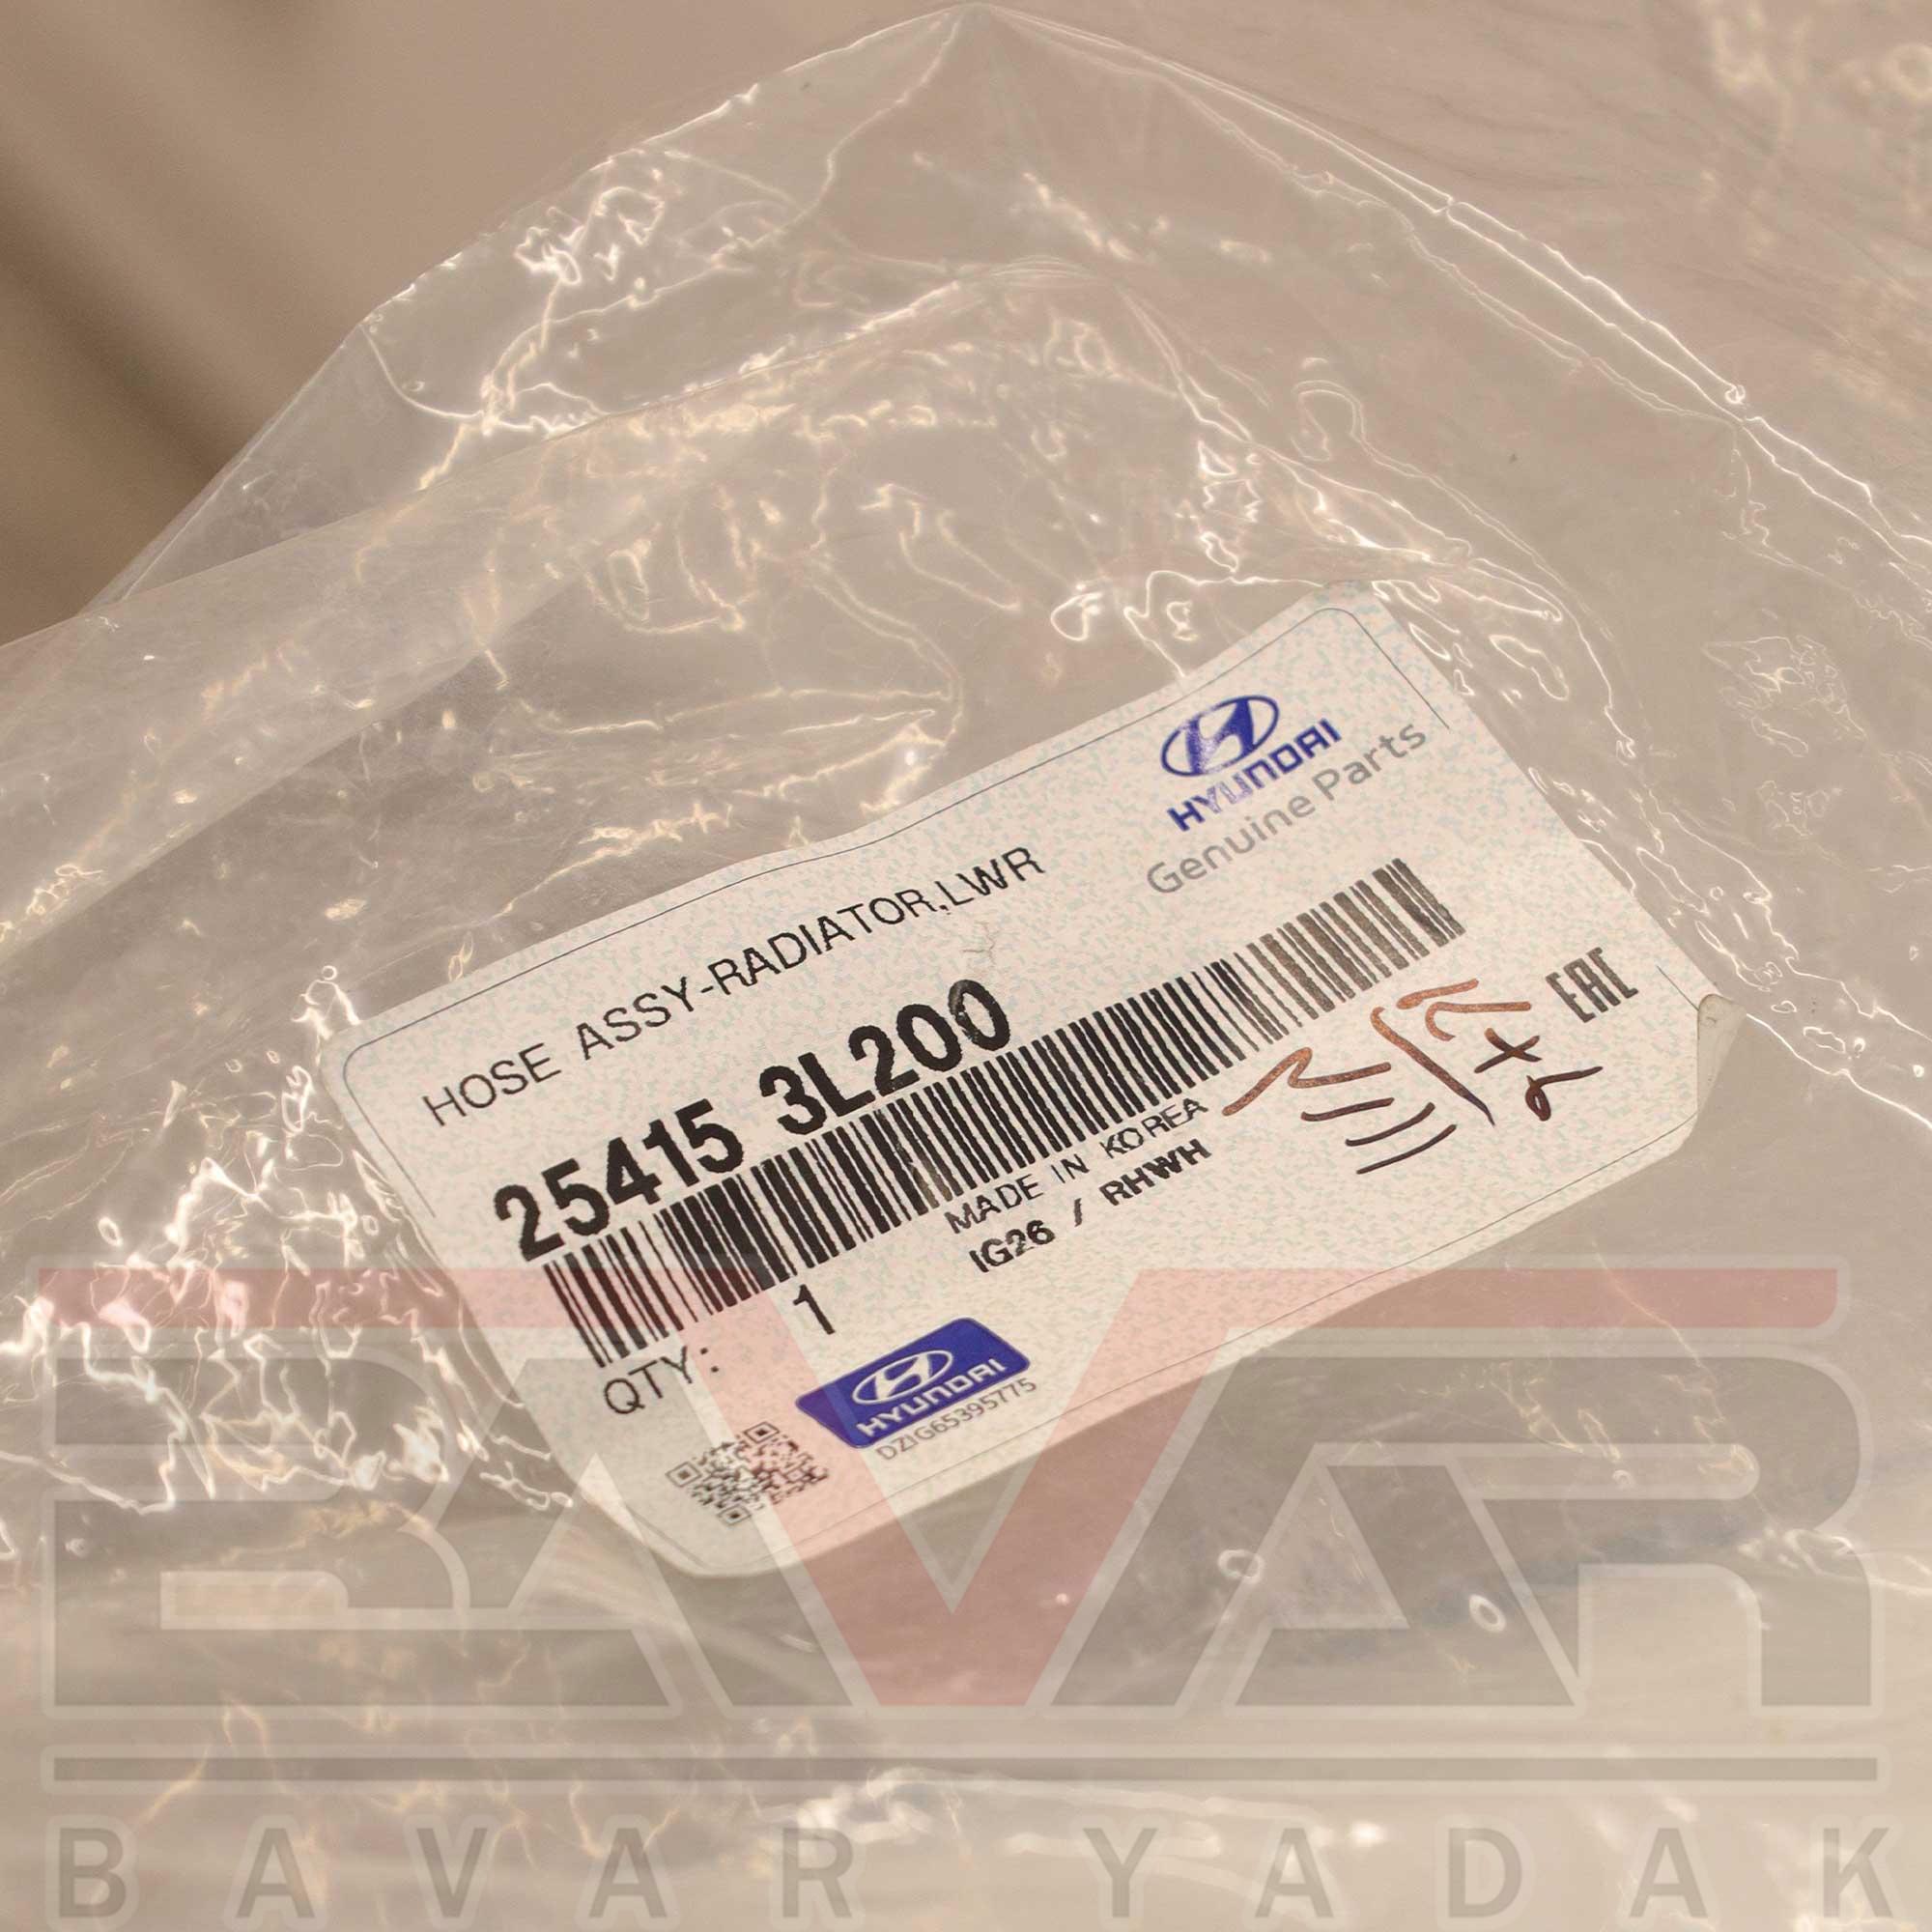 HYUNDAI
Genuine Parts
HOSE ASSY-RADIATOR,LWR
25415 3L200
EAC
MADE IN KOREA
IG26 / RHWH
QTY: 1
HYUNDAI
DZIG65395775
BAVAR
BAVAR YADAK